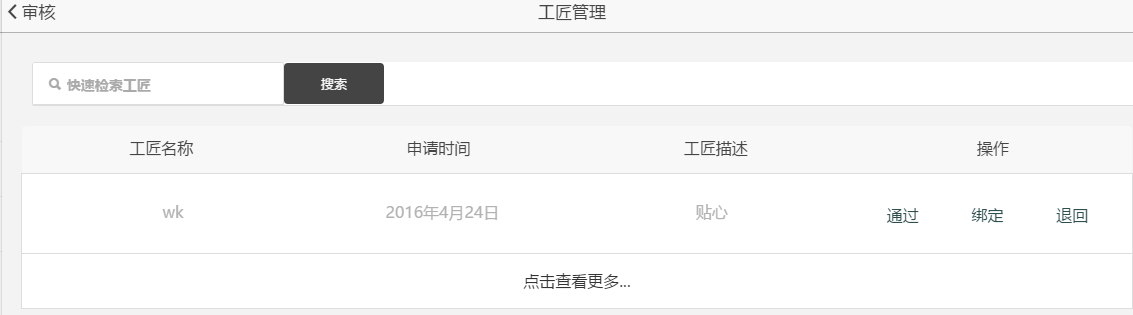 审核 工匠管理
快速检索工匠 搜索
工匠名称 申请时间 工匠描述 操作
wk 2016年4月24日 贴心 通过 绑定 退回
点击查看更多...